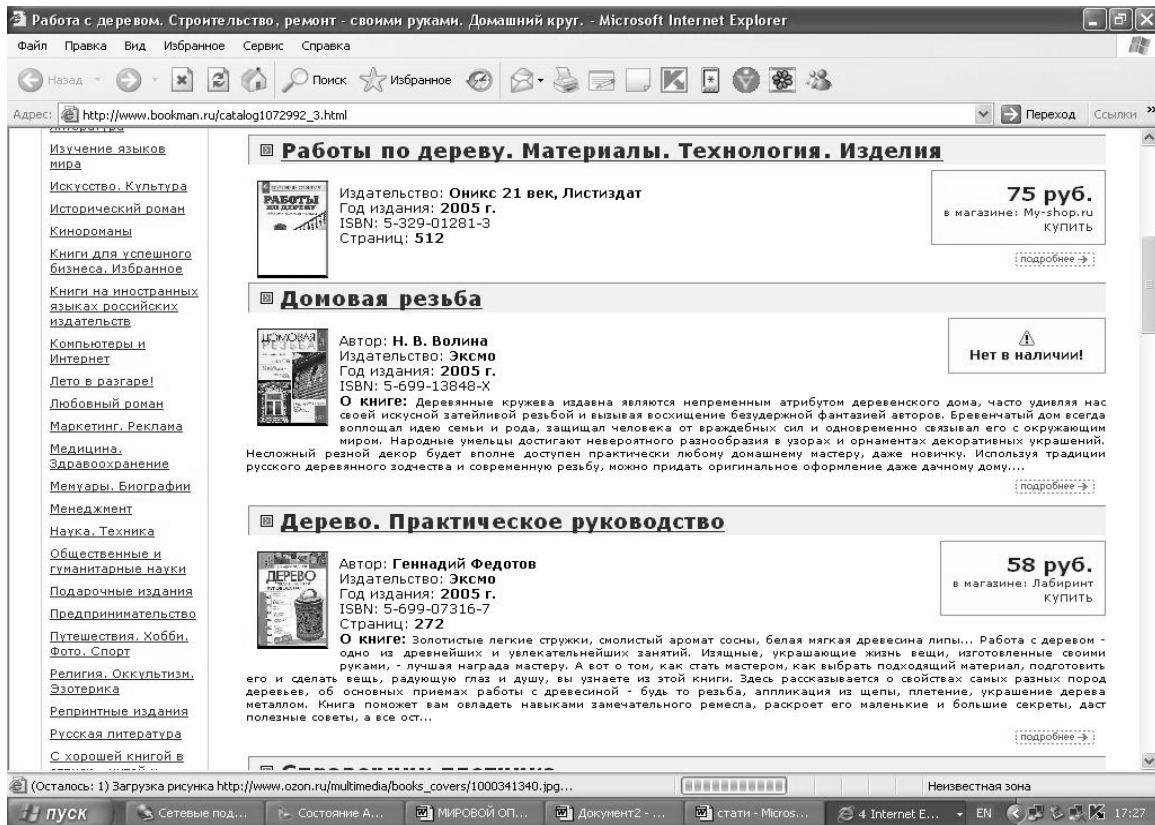 Работа с деревом. Строительство, ремонт - своими руками. Домашний круг. - Microsoft Internet Explorer
Файл Правка Вид Избранное Сервис Справка
Назад Поиск Избранное
Адрес: http://www.bookman.ru/catalog1072992_3.html Переход Ссылки »
Литература
Изучение языков
мира
Искусство. Культура
Исторический роман
Кинороманы
Книги для успешного
бизнеса. Избранное
Книги на иностранных
языках российских
издательств
Компьютеры и
Интернет
Лето в разгаре!
Любовный роман
Маркетинг. Реклама
Медицина.
Здравоохранение
Мемуары. Биографии
Менеджмент
Наука. Техника
Общественные и
гуманитарные науки
Подарочные издания
Предпринимательство
Путешествия. Хобби.
Фото. Спорт
Религия. Оккультизм.
Эзотерика
Репринтные издания
Русская литература
С хорошей книгой в
Работы по дереву. Материалы. Технология. Изделия
РАБОТЫ
ПО ДЕРЕВУ
Издательство: Оникс 21 век, Листиздат
Год издания: 2005 г.
ISBN: 5-329-01281-3
Страниц: 512
75 руб.
в магазине: My-shop.ru
КУПИТЬ
подробнее →
Домовая резьба
ДОМОВАЯ
РЕЗЬБА
Автор: Н. В. Волина
Издательство: Эксмо
Год издания: 2005 г.
ISBN: 5-699-13848-X
Нет в наличии!
О книге: Деревянные кружева издавна являются непременным атрибутом деревенского дома, часто удивляя нас
своей искусной затейливой резьбой и вызывая восхищение безудержной фантазией авторов. Бревенчатый дом всегда
воплощал идею семьи и рода, защищал человека от враждебных сил и одновременно связывал его с окружающим
миром. Народные умельцы достигают невероятного разнообразия в узорах и орнаментах декоративных украшений.
Несложный резной декор будет вполне доступен практически любому домашнему мастеру, даже новичку. Используя традиции
русского деревянного зодчества и современную резьбу, можно придать оригинальное оформление даже дачному дому....
подробнее →
Дерево. Практическое руководство
ДЕРЕВО
Автор: Геннадий Федотов
Издательство: Эксмо
Год издания: 2005 г.
ISBN: 5-699-07316-7
Страниц: 272
58 руб.
в магазине: Лабиринт
КУПИТЬ
О книге: Золотистые легкие стружки, смолистый аромат сосны, белая мягкая древесина липы... Работа с деревом -
одно из древнейших и увлекательнейших занятий. Изящные, украшающие жизнь вещи, изготовленные своими
руками, - лучшая награда мастеру. А вот о том, как стать мастером, как выбрать подходящий материал, подготовить
его и сделать вещь, радующую глаз и душу, вы узнаете из этой книги. Здесь рассказывается о свойствах самых разных пород
деревьев, об основных приемах работы с древесиной - будь то резьба, аппликация из щепы, плетение, украшение дерева
металлом. Книга поможет вам овладеть навыками замечательного ремесла, раскроет его маленькие и большие секреты, даст
полезные советы, а все ост...
подробнее →
Справочник плотника
(Осталось: 1) Загрузка рисунка http://www.ozon.ru/multimedia/books_covers/1000341340.jpg... Неизвестная зона
пуск Сетевые под... Состояние A... МИРОВОЙ ОП... Документ2 - ... стати - Micros... 4 Internet E... EN 17:27